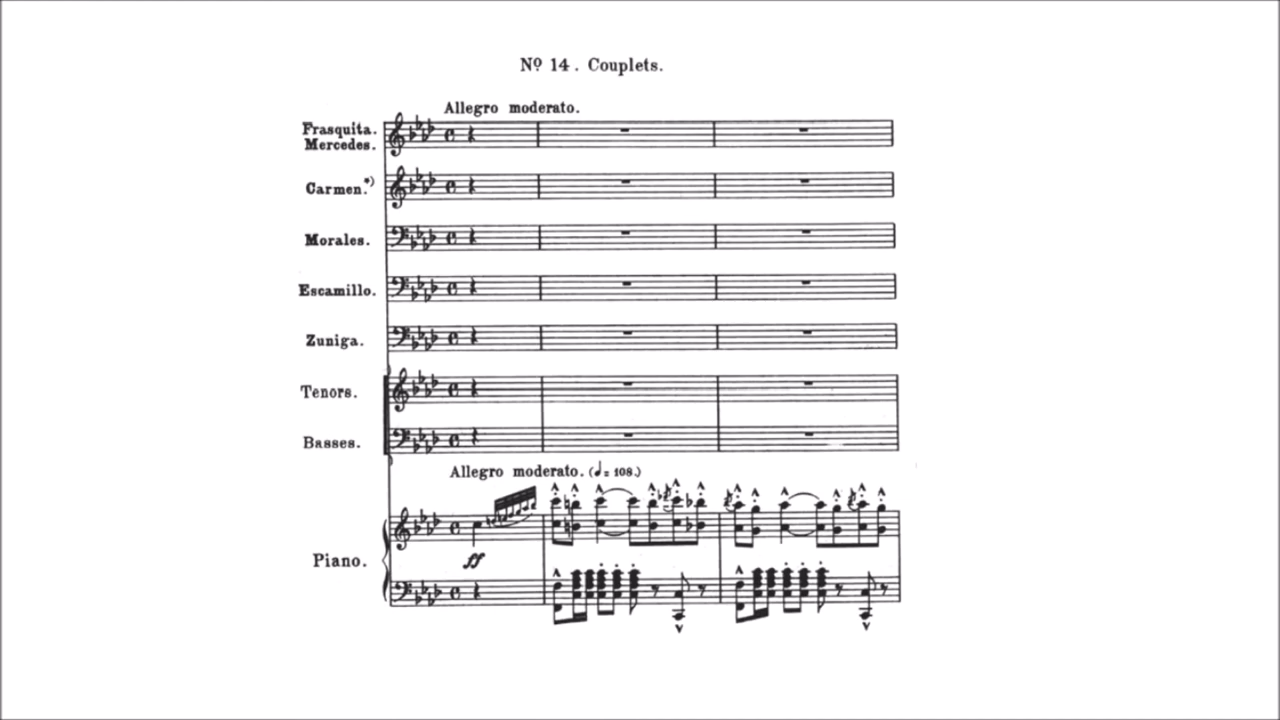 Nº 14. Couplets.
Allegro moderato.
Frasquita.
Mercedes.
Carmen.*)
Morales.
Escamillo.
Zuniga.
Tenors.
Basses.
Allegro moderato. (♩= 108.)
Piano.
ff